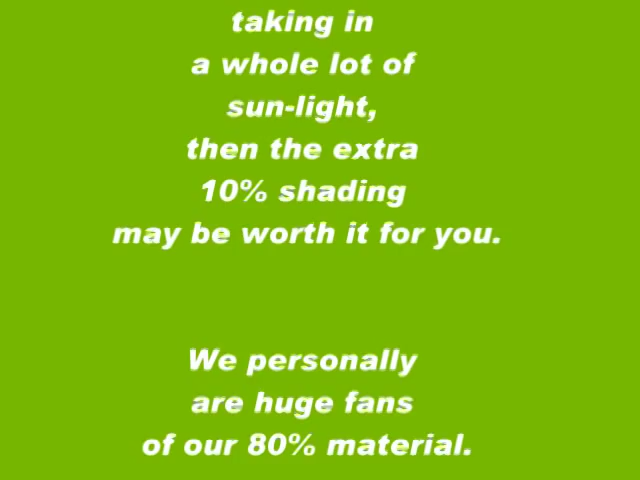 taking in
a whole lot of
sun-light,
then the extra
10% shading
may be worth it for you.
We personally
are huge fans
of our 80% material.